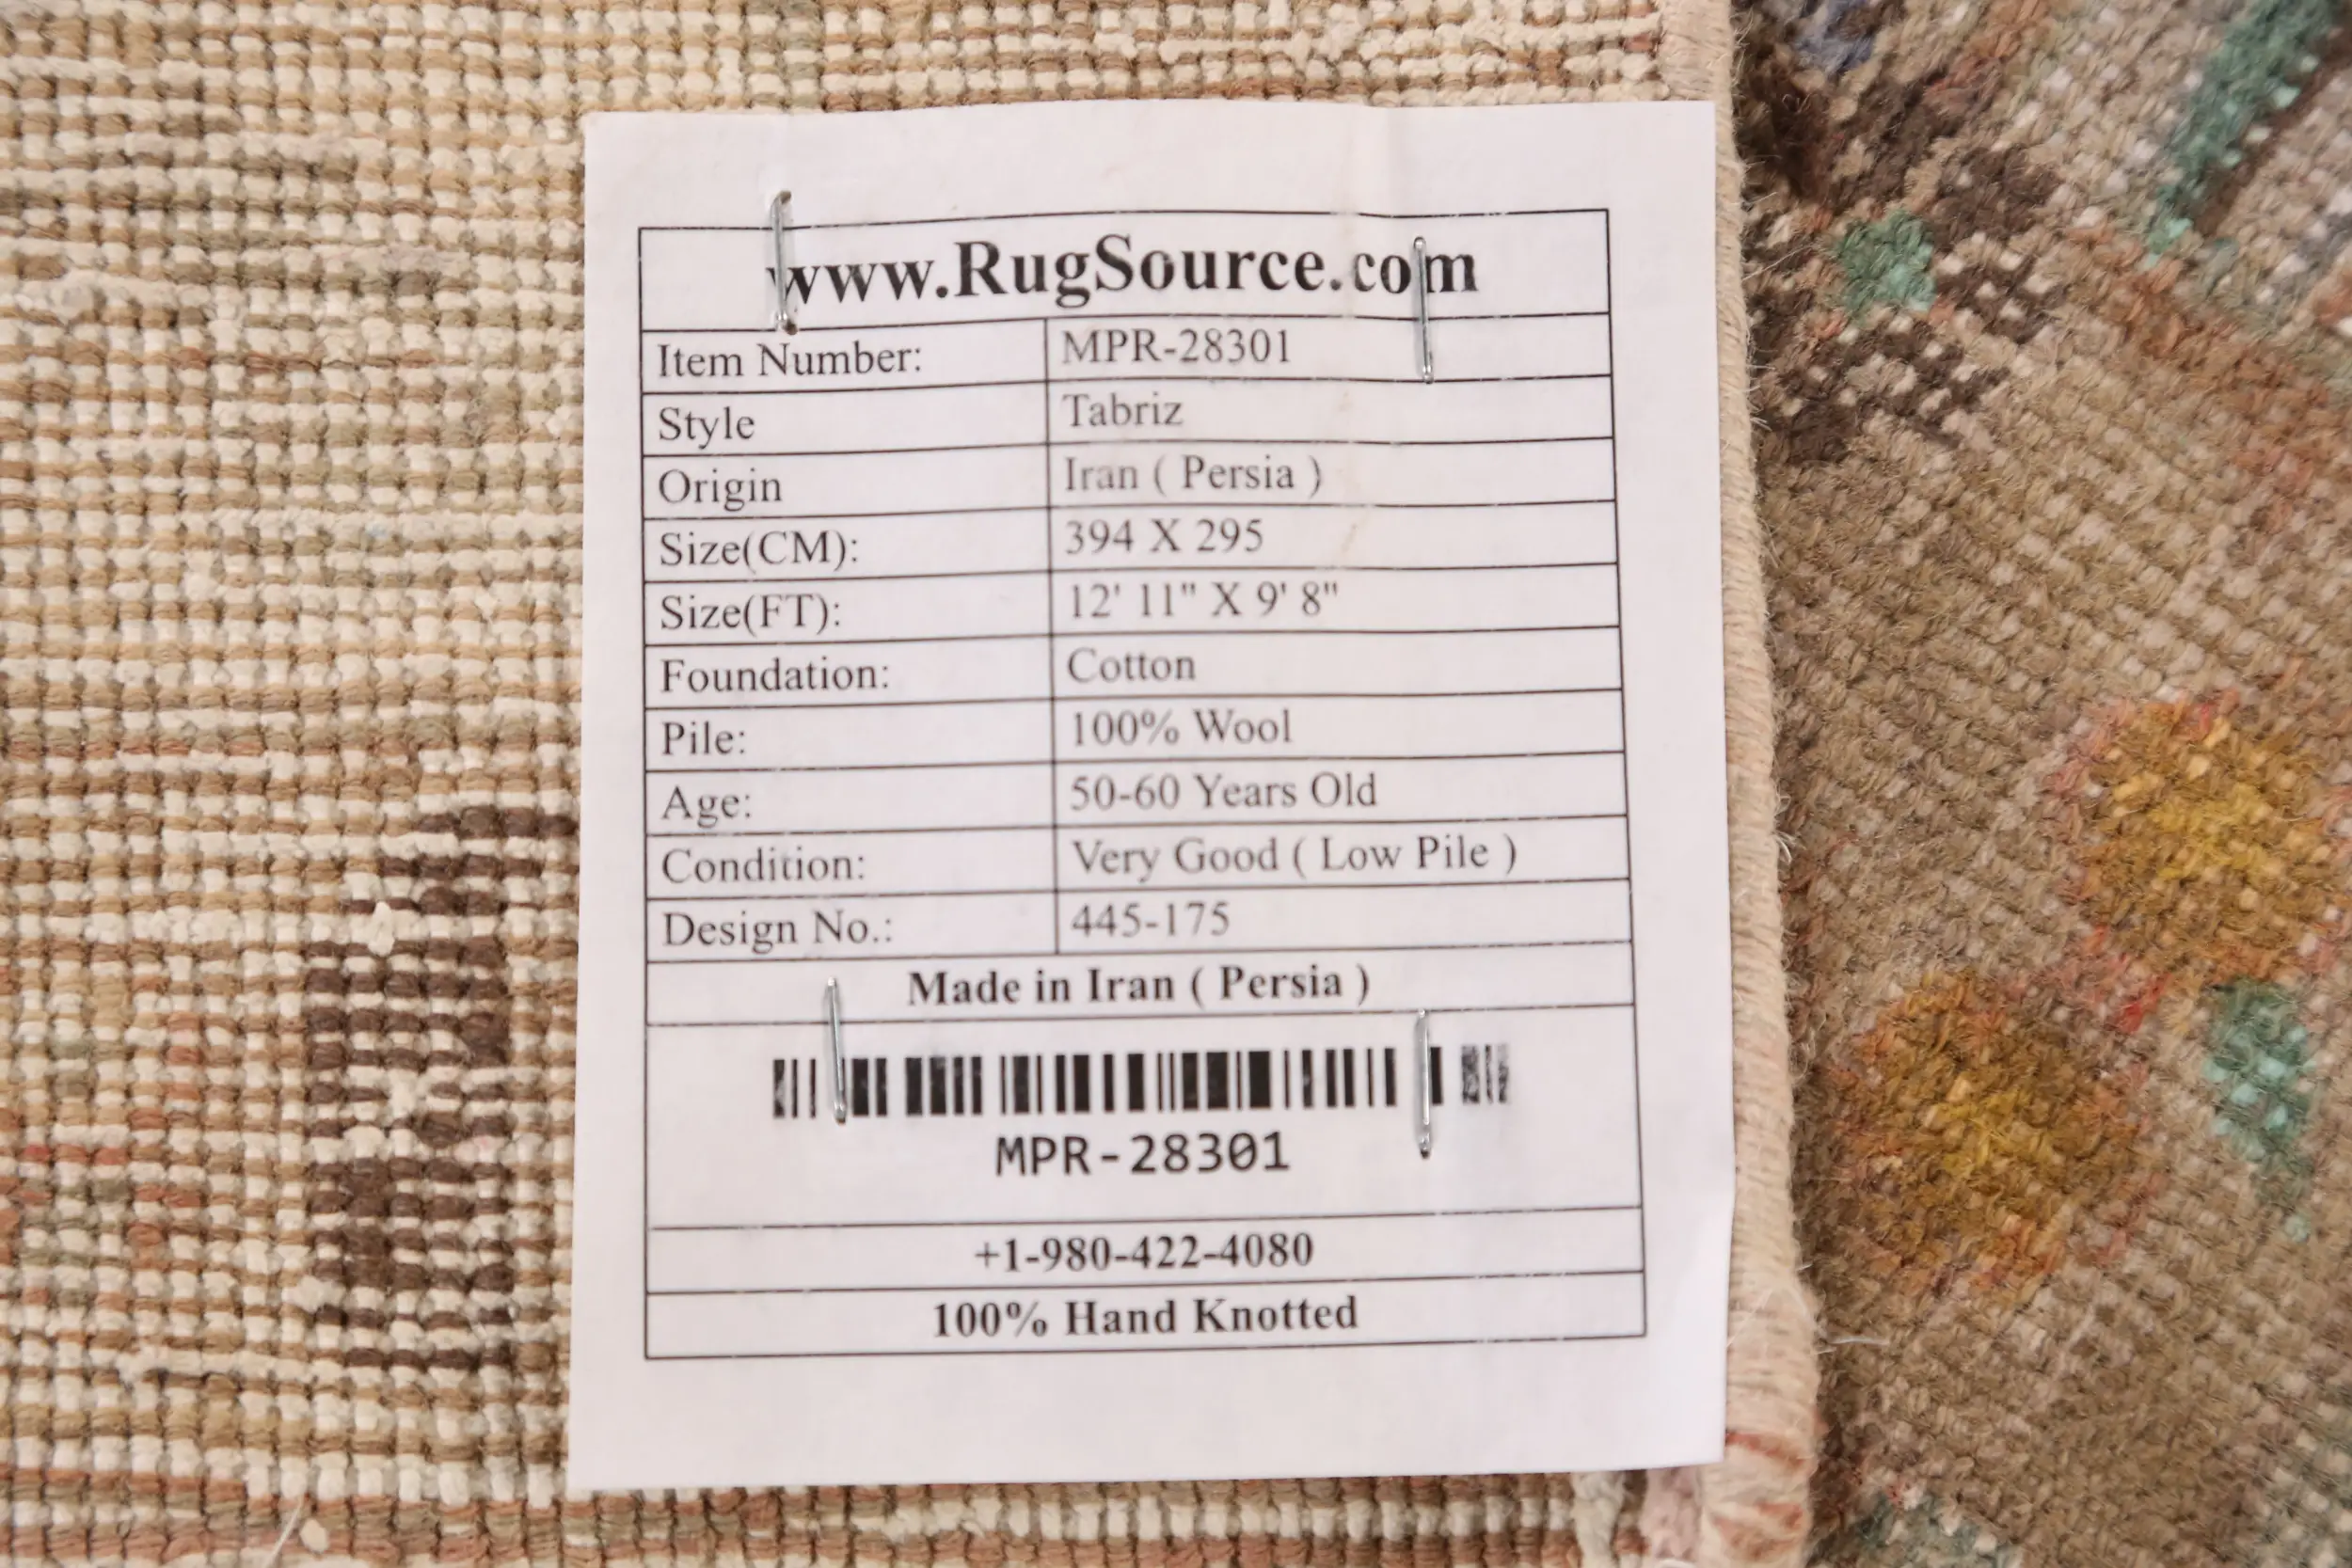 www.RugSource.com
Item Number: MPR-28301
Style Tabriz
Origin Iran ( Persia )
Size(CM): 394 X 295
Size(FT): 12' 11" X 9' 8"
Foundation: Cotton
Pile: 100% Wool
Age: 50-60 Years Old
Condition: Very Good ( Low Pile )
Design No.: 445-175
Made in Iran ( Persia )
MPR-28301
+1-980-422-4080
100% Hand Knotted